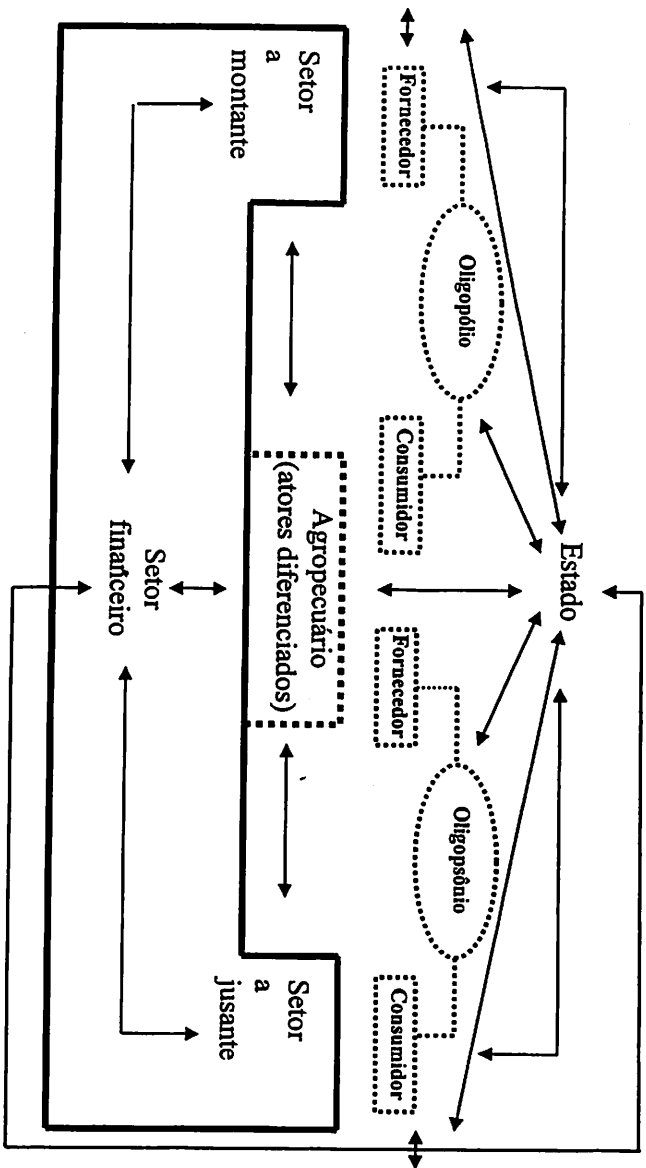 Estado
Oligopólio
Oligopsônio
Fornecedor
Consumidor
Fornecedor
Consumidor
Setor
a
montante
Agropecuário
(atores diferenciados)
Setor
a
jusante
Setor
financeiro